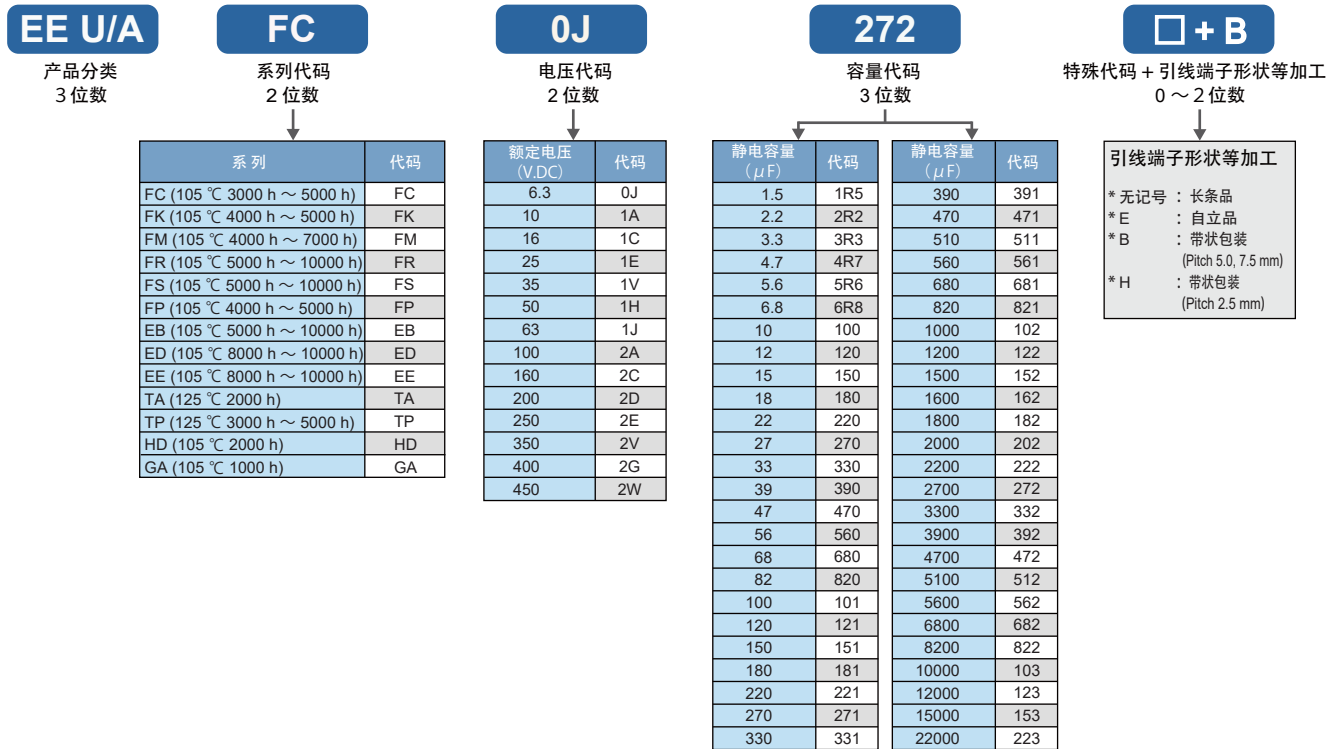 EE U/A
FC
0J
272
□ + B
产品分类
3位数
系列代码
2 位数
电压代码
2 位数
容量代码
3 位数
特殊代码 + 引线端子形状等加工
0 ～ 2位数
系 列 代码
FC (105 ℃ 3000 h ～ 5000 h) FC
FK (105 ℃ 4000 h ～ 5000 h) FK
FM (105 ℃ 4000 h ～ 7000 h) FM
FR (105 ℃ 5000 h ～ 10000 h) FR
FS (105 ℃ 5000 h ～ 10000 h) FS
FP (105 ℃ 4000 h ～ 5000 h) FP
EB (105 ℃ 5000 h ～ 10000 h) EB
ED (105 ℃ 8000 h ～ 10000 h) ED
EE (105 ℃ 8000 h ～ 10000 h) EE
TA (125 ℃ 2000 h) TA
TP (125 ℃ 3000 h ～ 5000 h) TP
HD (105 ℃ 2000 h) HD
GA (105 ℃ 1000 h) GA
额定电压
(V.DC)
代码
6.3 0J
10 1A
16 1C
25 1E
35 1V
50 1H
63 1J
100 2A
160 2C
200 2D
250 2E
350 2V
400 2G
450 2W
静电容量
（μF）
代码
1.5 1R5
2.2 2R2
3.3 3R3
4.7 4R7
5.6 5R6
6.8 6R8
10 100
12 120
15 150
18 180
22 220
27 270
33 330
39 390
47 470
56 560
68 680
82 820
100 101
120 121
150 151
180 181
220 221
270 271
330 331
静电容量
（μF）
代码
390 391
470 471
510 511
560 561
680 681
820 821
1000 102
1200 122
1500 152
1600 162
1800 182
2000 202
2200 222
2700 272
3300 332
3900 392
4700 472
5100 512
5600 562
6800 682
8200 822
10000 103
12000 123
15000 153
22000 223
引线端子形状等加工
* 无记号 ：长条品
* E ：自立品
* B ：带状包装
(Pitch 5.0, 7.5 mm)
* H ：带状包装
(Pitch 2.5 mm)